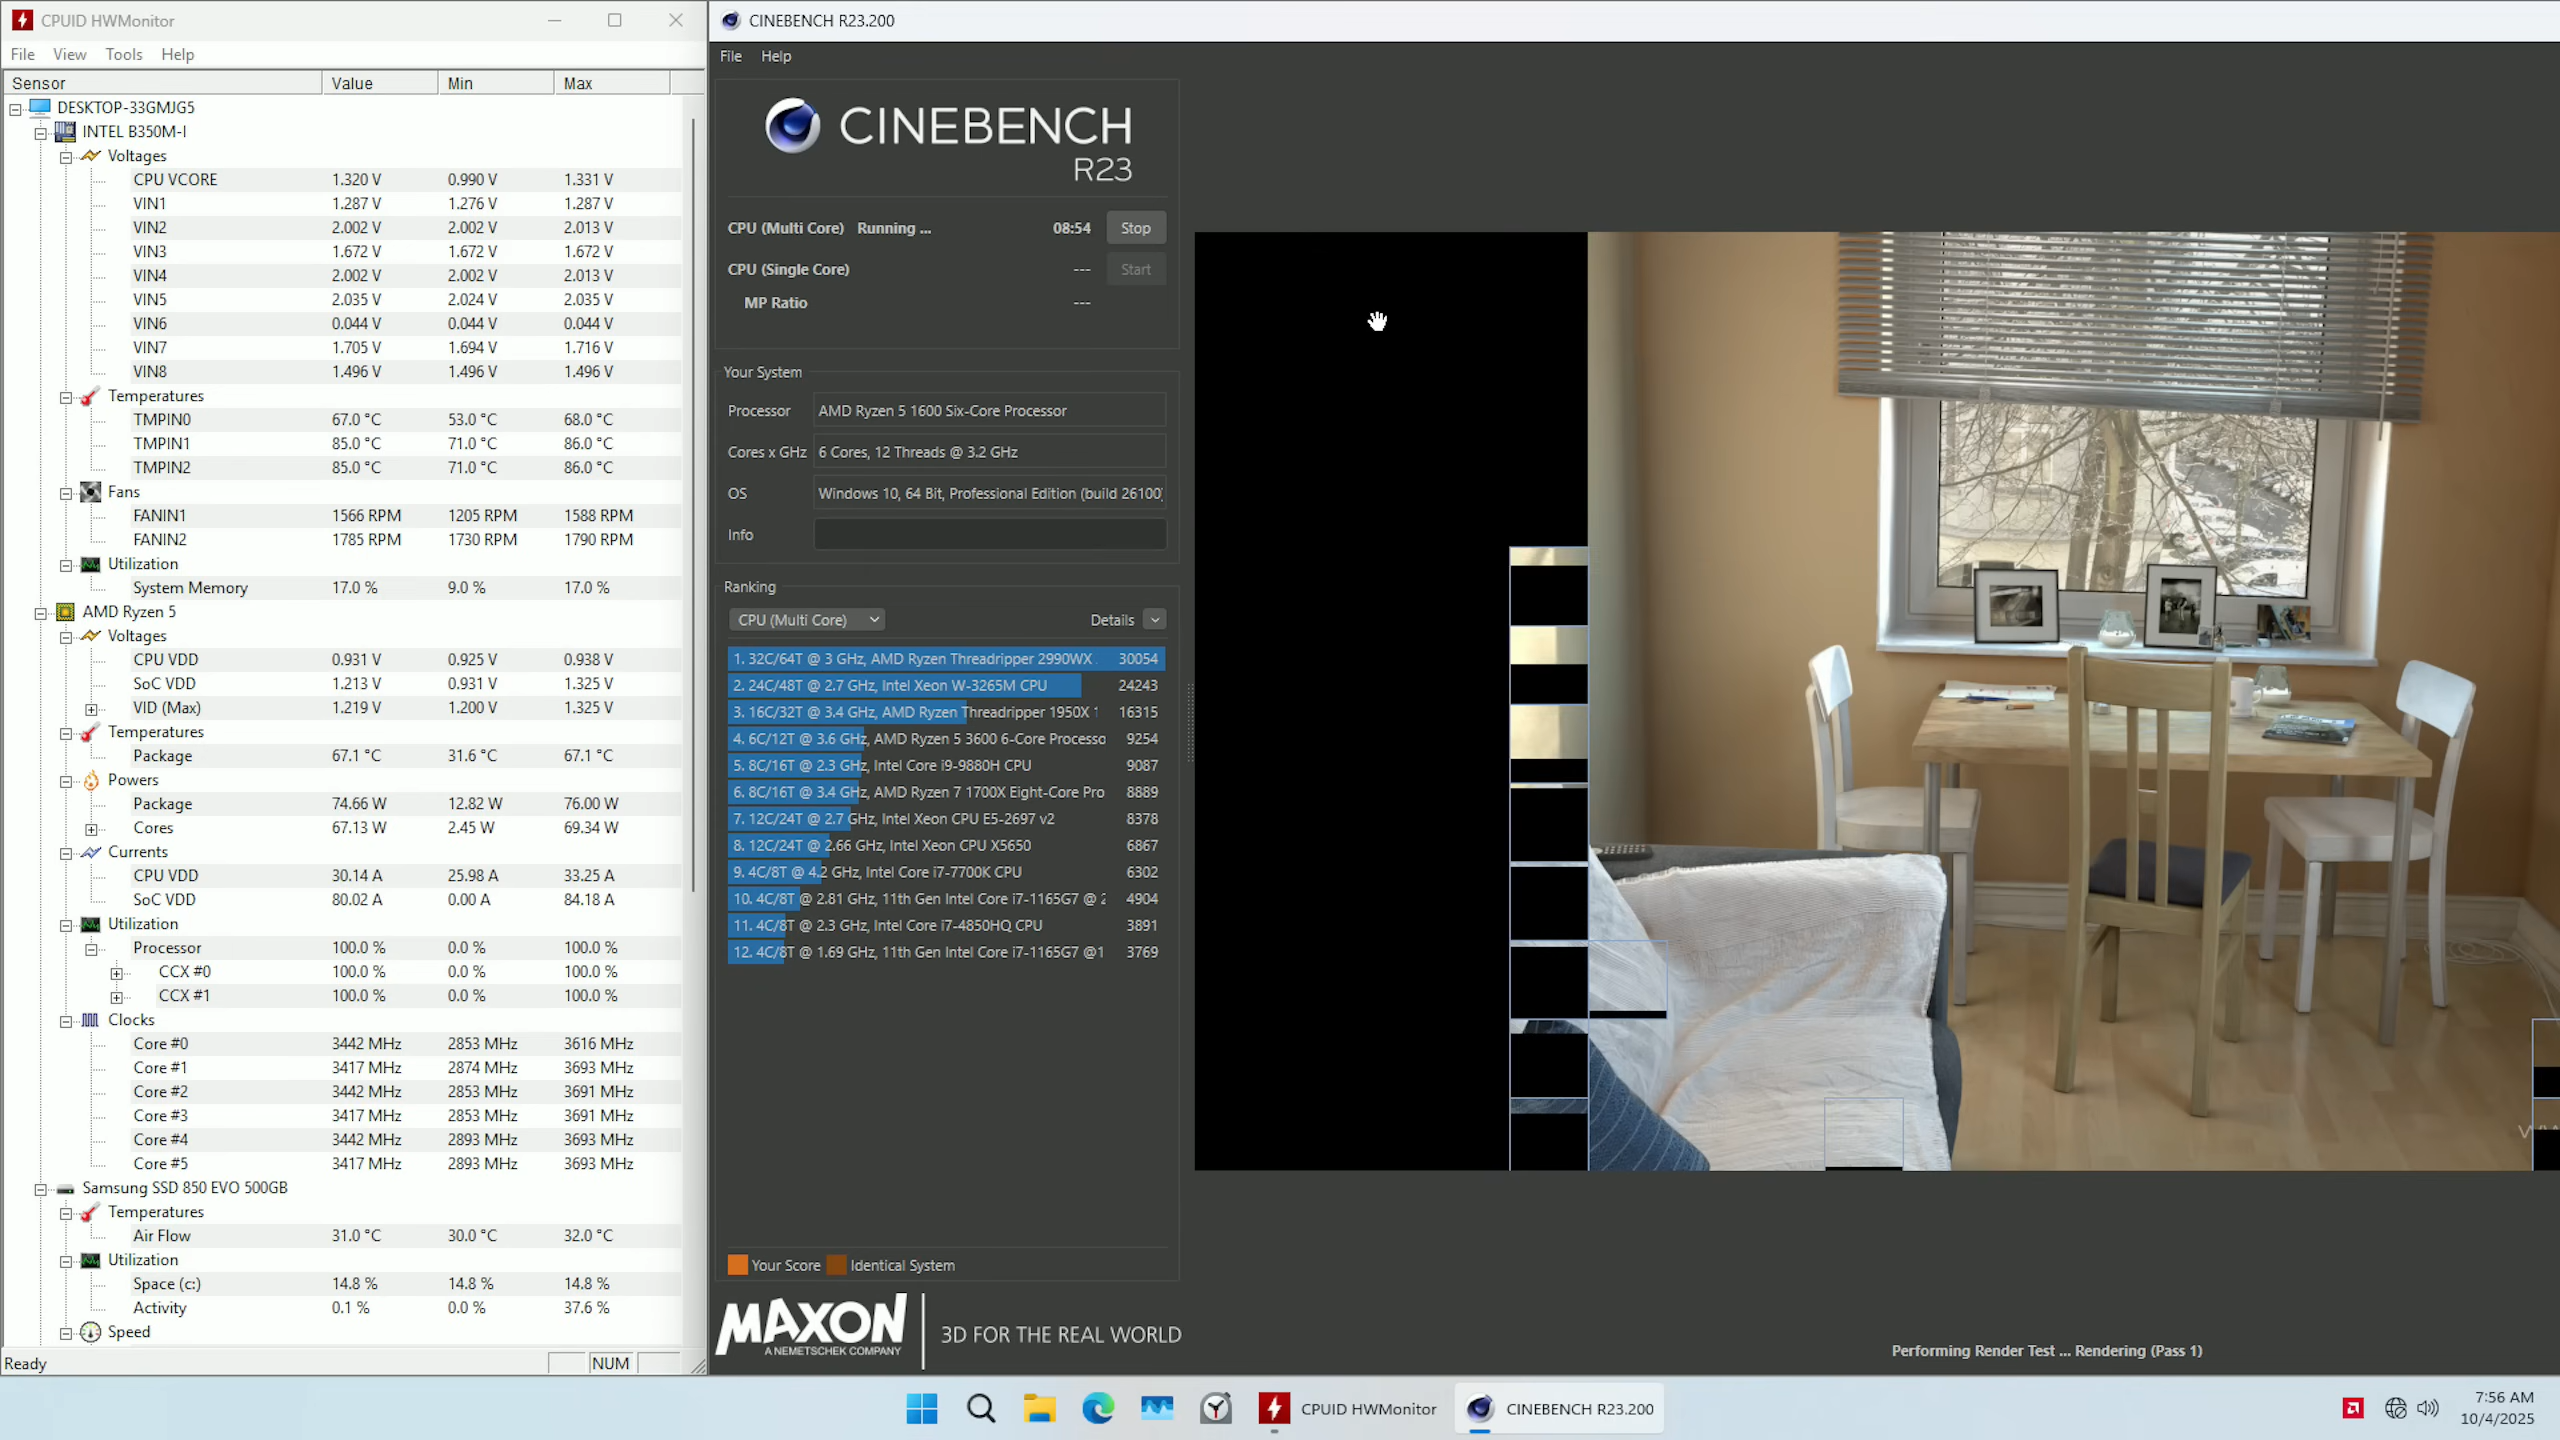 CPUID HWMonitor
File View Tools Help
Sensor Value Min Max
DESKTOP-33GMJG5
INTEL B350M-I
Voltages
CPU VCORE 1.320 V 0.990 V 1.331 V
VIN1 1.287 V 1.276 V 1.287 V
VIN2 2.002 V 2.002 V 2.013 V
VIN3 1.672 V 1.672 V 1.672 V
VIN4 2.002 V 2.002 V 2.013 V
VIN5 2.035 V 2.024 V 2.035 V
VIN6 0.044 V 0.044 V 0.044 V
VIN7 1.705 V 1.694 V 1.716 V
VIN8 1.496 V 1.496 V 1.496 V
Temperatures
TMPIN0 67.0 °C 53.0 °C 68.0 °C
TMPIN1 85.0 °C 71.0 °C 86.0 °C
TMPIN2 85.0 °C 71.0 °C 86.0 °C
Fans
FANIN1 1566 RPM 1205 RPM 1588 RPM
FANIN2 1785 RPM 1730 RPM 1790 RPM
Utilization
System Memory 17.0 % 9.0 % 17.0 %
AMD Ryzen 5
Voltages
CPU VDD 0.931 V 0.925 V 0.938 V
SoC VDD 1.213 V 0.931 V 1.325 V
VID (Max) 1.219 V 1.200 V 1.325 V
Temperatures
Package 67.1 °C 31.6 °C 67.1 °C
Powers
Package 74.66 W 12.82 W 76.00 W
Cores 67.13 W 2.45 W 69.34 W
Currents
CPU VDD 30.14 A 25.98 A 33.25 A
SoC VDD 80.02 A 0.00 A 84.18 A
Utilization
Processor 100.0 % 0.0 % 100.0 %
CCX #0 100.0 % 0.0 % 100.0 %
CCX #1 100.0 % 0.0 % 100.0 %
Clocks
Core #0 3442 MHz 2853 MHz 3616 MHz
Core #1 3417 MHz 2874 MHz 3693 MHz
Core #2 3442 MHz 2853 MHz 3691 MHz
Core #3 3417 MHz 2853 MHz 3691 MHz
Core #4 3442 MHz 2893 MHz 3693 MHz
Core #5 3417 MHz 2893 MHz 3693 MHz
Samsung SSD 850 EVO 500GB
Temperatures
Air Flow 31.0 °C 30.0 °C 32.0 °C
Utilization
Space (c:) 14.8 % 14.8 % 14.8 %
Activity 0.1 % 0.0 % 37.6 %
Speed
Ready NUM
CINEBENCH R23.200
File Help
CINEBENCH
R23
CPU (Multi Core) Running ... 08:54 Stop
CPU (Single Core) --- Start
MP Ratio ---
Your System
Processor AMD Ryzen 5 1600 Six-Core Processor
Cores x GHz 6 Cores, 12 Threads @ 3.2 GHz
OS Windows 10, 64 Bit, Professional Edition (build 26100)
Info
Ranking
CPU (Multi Core) Details
1. 32C/64T @ 3 GHz, AMD Ryzen Threadripper 2990WX 30054
2. 24C/48T @ 2.7 GHz, Intel Xeon W-3265M CPU 24243
3. 16C/32T @ 3.4 GHz, AMD Ryzen Threadripper 1950X 1 16315
4. 6C/12T @ 3.6 GHz, AMD Ryzen 5 3600 6-Core Processo 9254
5. 8C/16T @ 2.3 GHz, Intel Core i9-9880H CPU 9087
6. 8C/16T @ 3.4 GHz, AMD Ryzen 7 1700X Eight-Core Pro 8889
7. 12C/24T @ 2.7 GHz, Intel Xeon CPU E5-2697 v2 8378
8. 12C/24T @ 2.66 GHz, Intel Xeon CPU X5650 6867
9. 4C/8T @ 4.2 GHz, Intel Core i7-7700K CPU 6302
10. 4C/8T @ 2.81 GHz, 11th Gen Intel Core i7-1165G7 @ 2 4904
11. 4C/8T @ 2.3 GHz, Intel Core i7-4850HQ CPU 3891
12. 4C/8T @ 1.69 GHz, 11th Gen Intel Core i7-1165G7 @1 3769
Your Score Identical System
MAXON
A NEMETSCHEK COMPANY
3D FOR THE REAL WORLD
Performing Render Test ... Rendering (Pass 1)
CPUID HWMonitor CINEBENCH R23.200
7:56 AM
10/4/2025